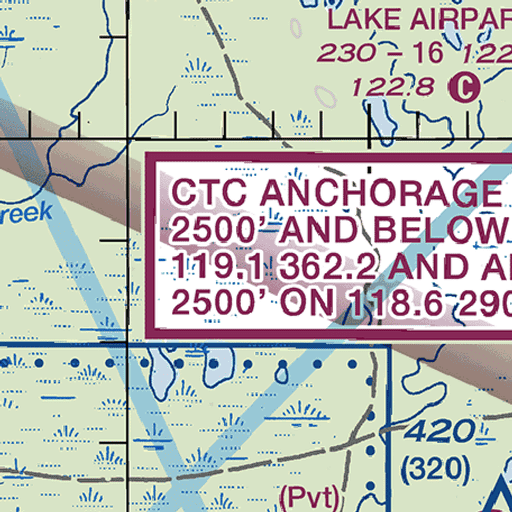 LAKE AIRPAR
230 - 16 122
122.8 C
CTC ANCHORAGE
2500' AND BELOW
119.1 362.2 AND A
2500' ON 118.6 290
reek
420
(320)
(Pvt)